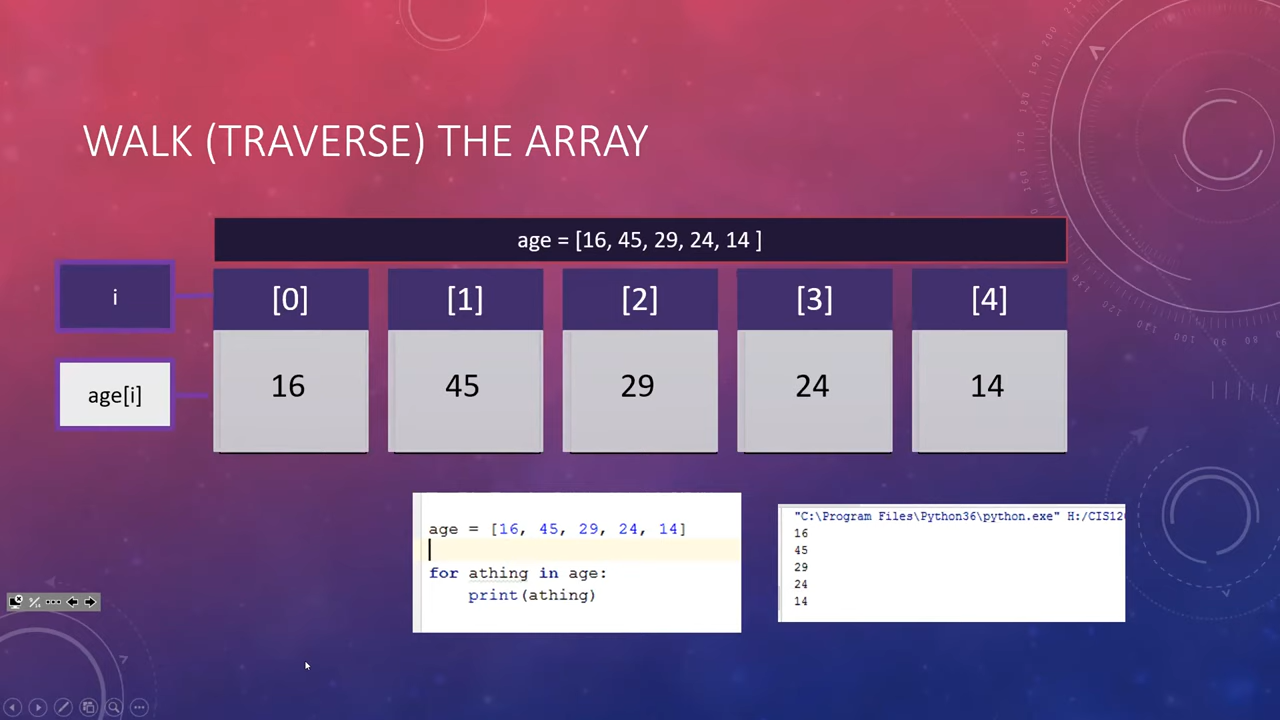 WALK (TRAVERSE) THE ARRAY
age = [16, 45, 29, 24, 14 ]
i
[0]
[1]
[2]
[3]
[4]
age[i]
16
45
29
24
14
age = [16, 45, 29, 24, 14]
for athing in age:
print(athing)
"C:\Program Files\Python36\python.exe" H:/CIS12
16
45
29
24
14